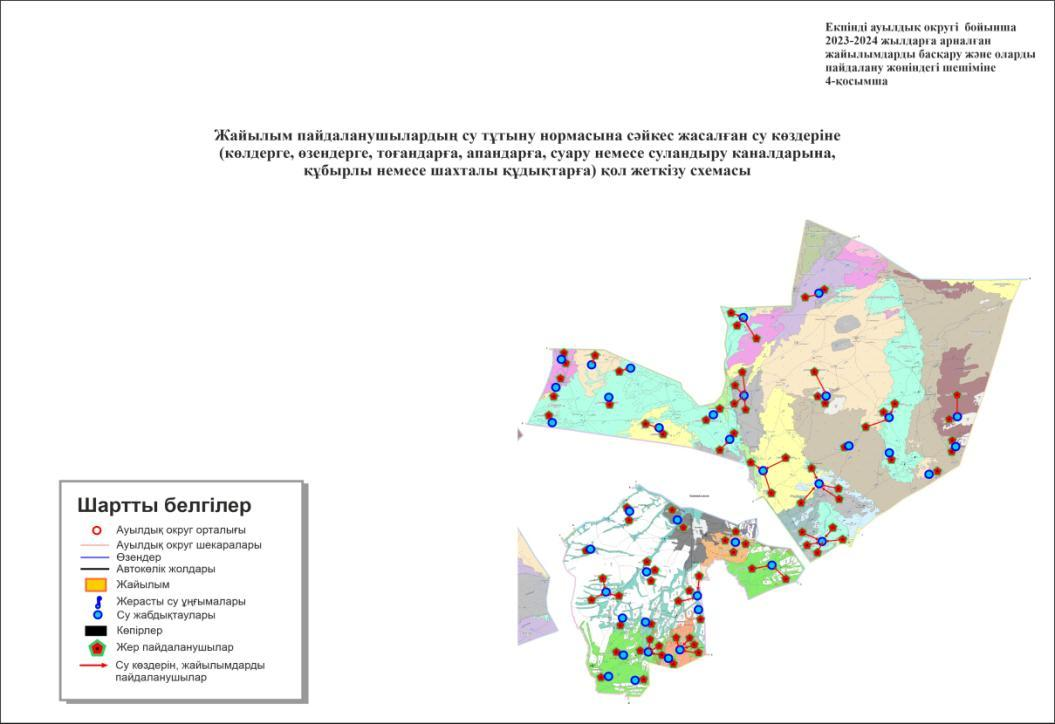 Екпінді ауылдық округі бойынша
2023-2024 жылдарға арналған
жайылымдарды басқару және оларды
пайдалану жөніндегі шешіміне
4-қосымша
Жайылым пайдаланушылардың су тұтыну нормасына сәйкес жасалған су көздеріне
(көлдерге, өзендерге, тоғандарға, апандарға, суару немесе суландыру каналдарына,
құбырлы немесе шахталы құдықтарға) қол жеткізу схемасы
Шартты белгілер
Ауылдық округ орталығы
Ауылдық округ шекаралары
Өзендер
Автокөлік жолдары
Жайылым
Жерасты су ұңғымалары
Су жабдықтаулары
Көпірлер
Жер пайдаланушылар
Су көздерін, жайылымдарды
пайдаланушылар